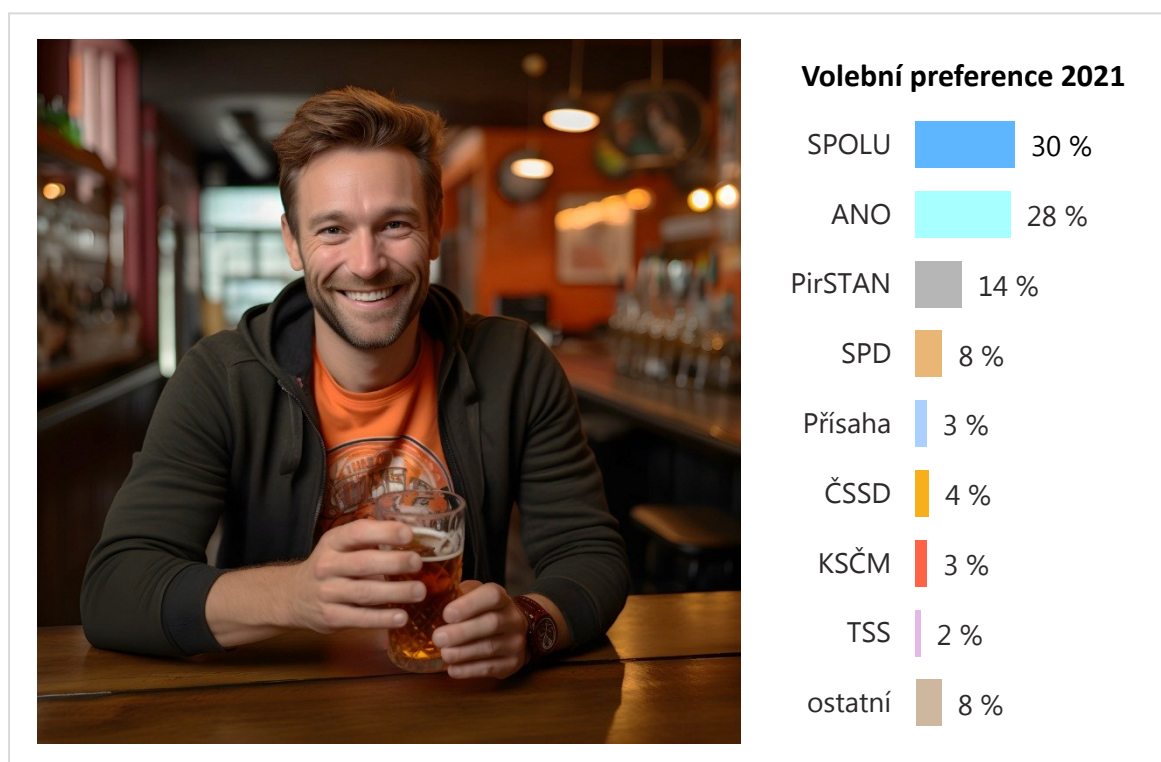 Volební preference 2021
SPOLU 30 %
ANO 28 %
PirSTAN 14 %
SPD 8 %
Přísaha 3 %
ČSSD 4 %
KSČM 3 %
TSS 2 %
ostatní 8 %